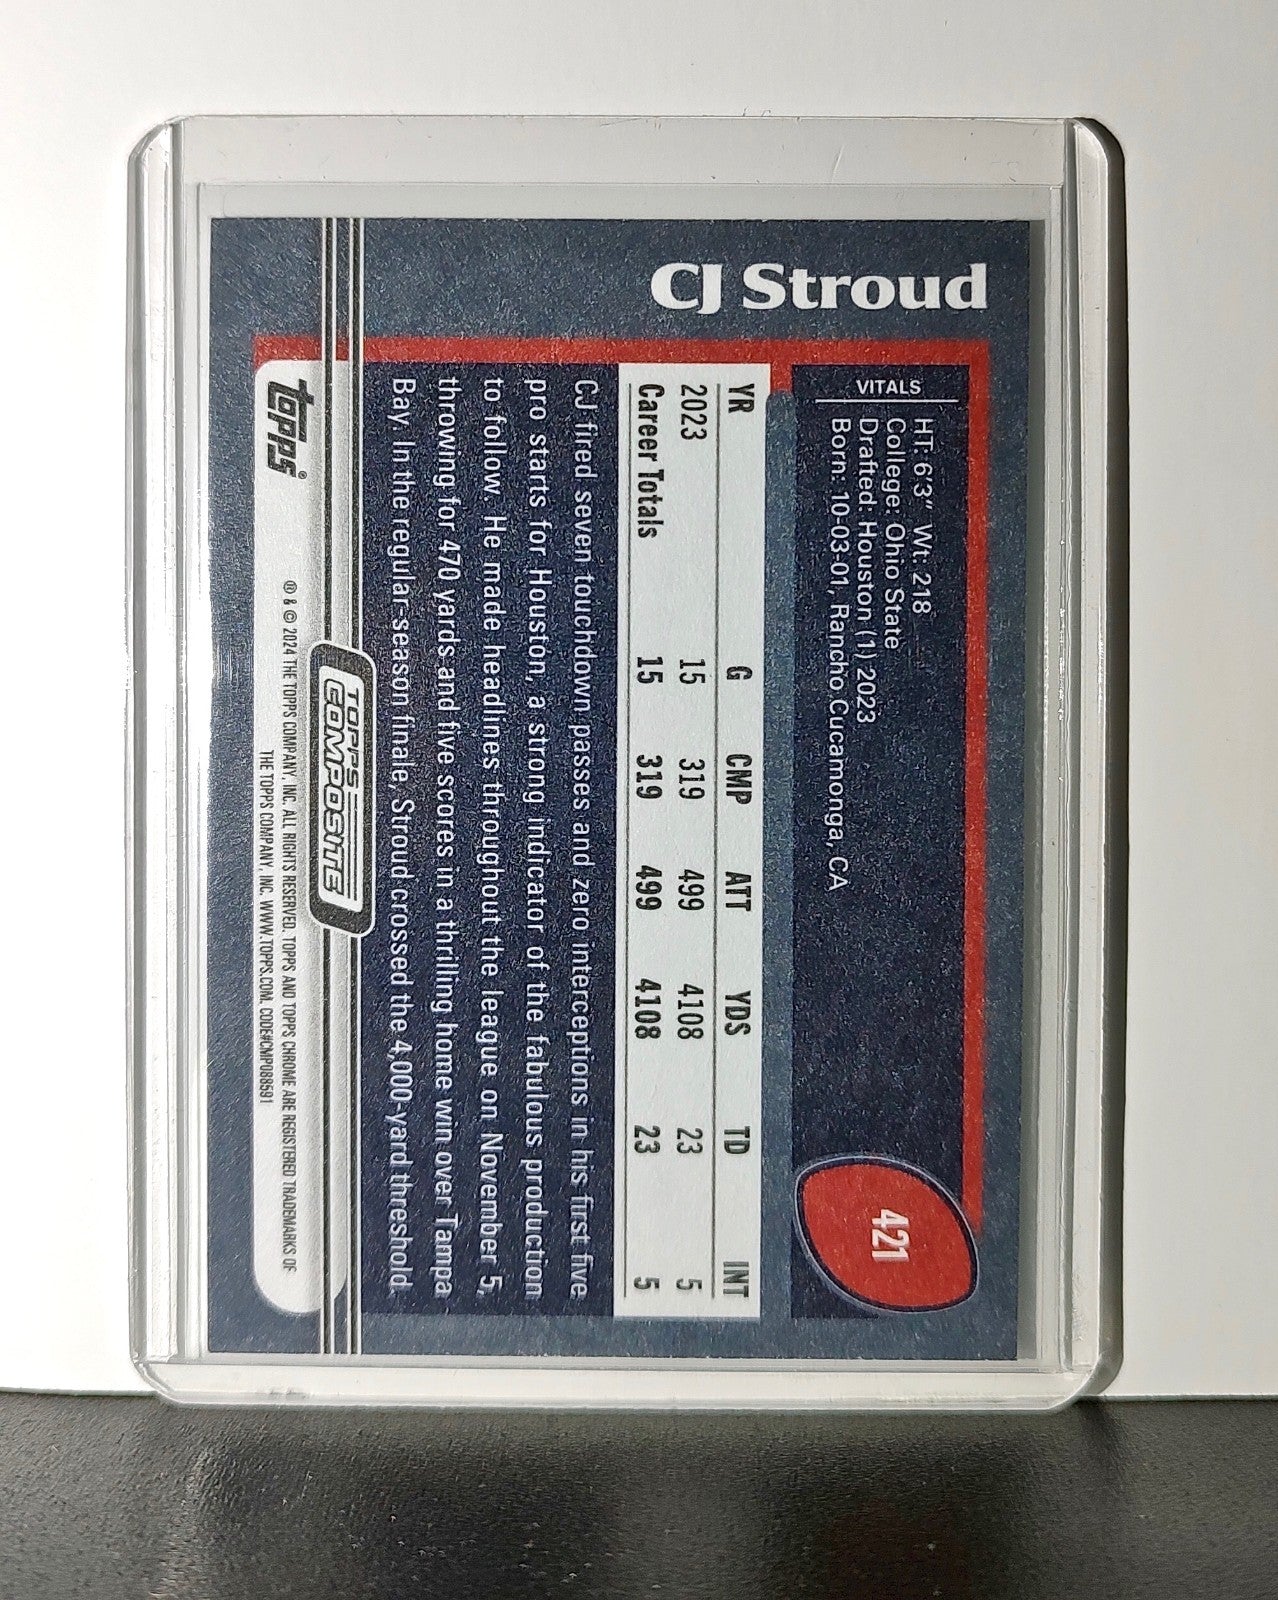 CJ Stroud
VITALS
HT: 6'3" Wt: 218
College: Ohio State
Drafted: Houston (1) 2023
Born: 10-03-01, Rancho Cucamonga, CA
421
YR G CMP ATT YDS TD INT
2023 15 319 499 4108 23 5
Career Totals 15 319 499 4108 23 5
CJ fired seven touchdown passes and zero interceptions in his first five
pro starts for Houston, a strong indicator of the fabulous production
to follow. He made headlines throughout the league on November 5,
throwing for 470 yards and five scores in a thrilling home win over Tampa
Bay. In the regular-season finale, Stroud crossed the 4,000-yard threshold.
TOPPS
COMPOSITE
topps®
® & © 2024 THE TOPPS COMPANY, INC. ALL RIGHTS RESERVED. TOPPS AND TOPPS CHROME ARE REGISTERED TRADEMARKS OF
THE TOPPS COMPANY, INC. WWW.TOPPS.COM. CODE#CMP088591